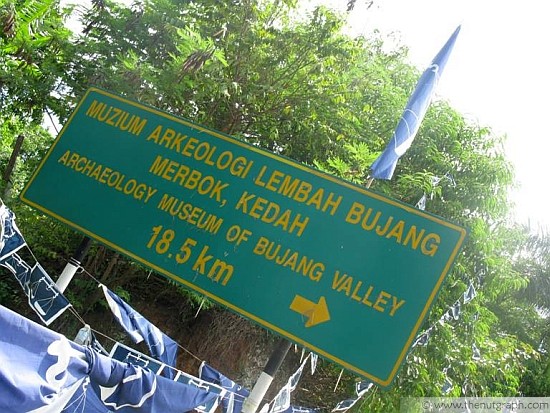 MUZIUM ARKEOLOGI LEMBAH BUJANG
MERBOK, KEDAH
ARCHAEOLOGY MUSEUM OF BUJANG VALLEY
18.5 km
© www.thenutgraph.com